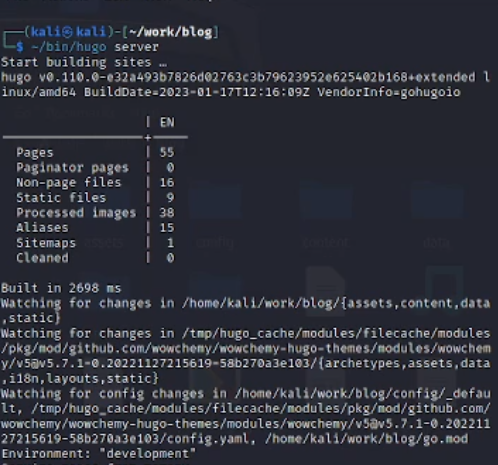 ┌──(kali㉿kali)-[~/work/blog]
└─$ ~/bin/hugo server
Start building sites …
hugo v0.110.0-e32a493b7826d02763c3b79623952e625402b168+extended l
inux/amd64 BuildDate=2023-01-17T12:16:09Z VendorInfo=gohugoio
| EN
Pages | 55
Paginator pages | 0
Non-page files | 16
Static files | 9
Processed images | 38
Aliases | 15
Sitemaps | 1
Cleaned | 0
Built in 2698 ms
Watching for changes in /home/kali/work/blog/{assets,content,data
,static}
Watching for changes in /tmp/hugo_cache/modules/filecache/modules
/pkg/mod/github.com/wowchemy/wowchemy-hugo-themes/modules/wowchem
y/v5@v5.7.1-0.20221127215619-58b270a3e103/{archetypes,assets,data
,i18n,layouts,static}
Watching for config changes in /home/kali/work/blog/config/_defau
lt, /tmp/hugo_cache/modules/filecache/modules/pkg/mod/github.com/
wowchemy/wowchemy-hugo-themes/modules/wowchemy/v5@v5.7.1-0.202211
27215619-58b270a3e103/config.yaml, /home/kali/work/blog/go.mod
Environment: "development"